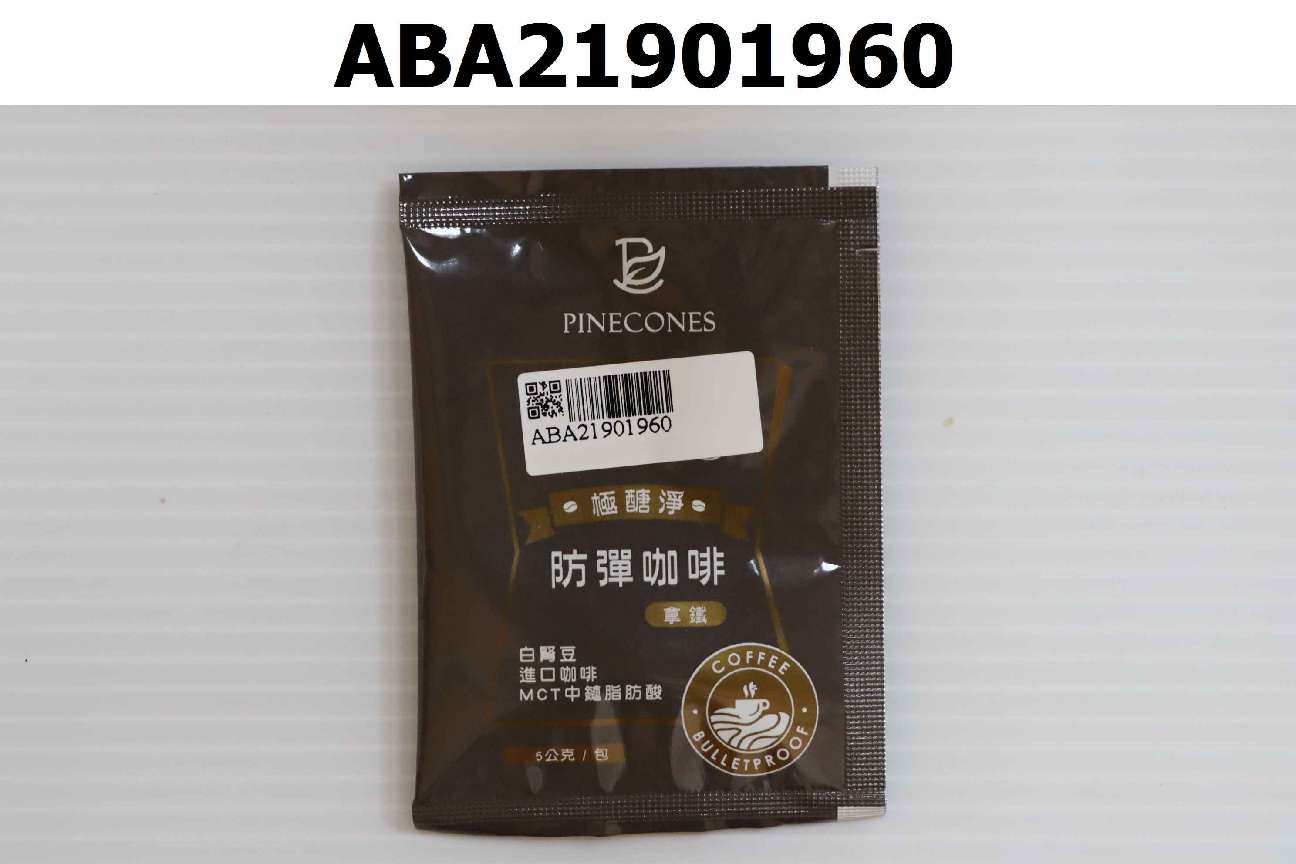 ABA21901960
PINECONES
ABA21901960
極醣淨
防彈咖啡
拿鐵
白腎豆
進口咖啡
MCT中鏈脂肪酸
5公克 / 包
COFFEE
BULLETPROOF